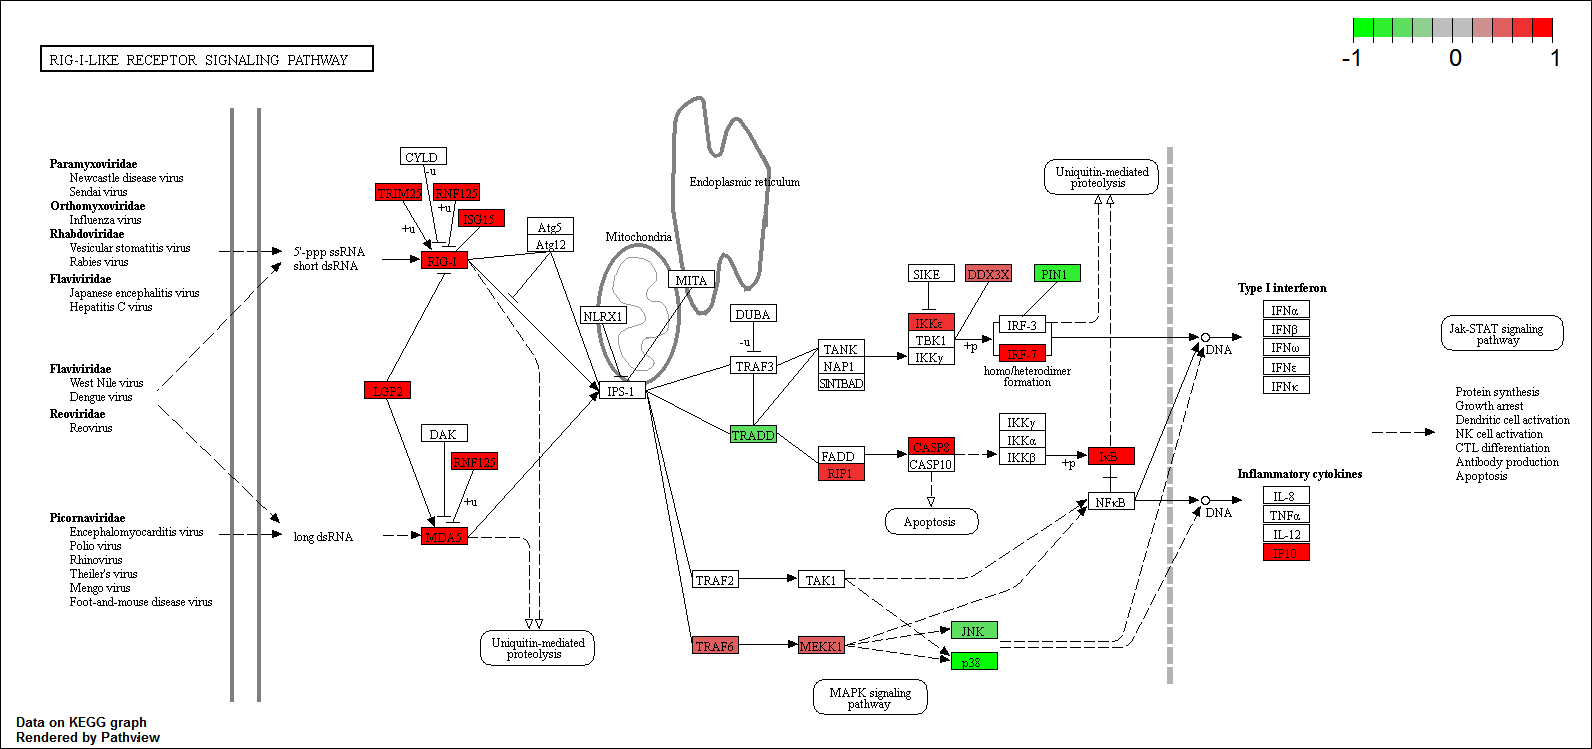 RIG-I-LIKE RECEPTOR SIGNALING PATHWAY
-1 0 1
Paramyxoviridae
Newcastle disease virus
Sendai virus
Orthomyxoviridae
Influenza virus
Rhabdoviridae
Vesicular stomatitis virus
Rabies virus
Flaviviridae
Japanese encephalitis virus
Hepatitis C virus
Flaviviridae
West Nile virus
Dengue virus
Reoviridae
Reovirus
Picornaviridae
Encephalomyocarditis virus
Polio virus
Rhinovirus
Theiler's virus
Mengo virus
Foot-and-mouse disease virus
5'-ppp ssRNA
short dsRNA
long dsRNA
CYLD
-u
TRIM25
RNF125
+u
ISG15
+u
RIG-I
Atg5
Atg12
LGP2
DAK
RNF125
+u
MDA5
Uniquitin-mediated
proteolysis
Mitochondria
Endoplasmic reticulum
MITA
NLRX1
IPS-1
DUBA
-u
TRAF3
TRADD
TANK
NAP1
SINTBAD
FADD
RIP1
TRAF2
TAK1
TRAF6
MEKK1
MAPK signaling
pathway
SIKE
DDX3X
PIN1
IKKε
TBK1
IKKγ
+p
IRF-3
IRF-7
homo/heterodimer
formation
Uniquitin-mediated
proteolysis
CASP8
CASP10
Apoptosis
IKKγ
IKKα
IKKβ
+p
IκB
NFκB
JNK
p38
DNA
DNA
Type I interferon
IFNα
IFNβ
IFNω
IFNε
IFNκ
Inflammatory cytokines
IL-8
TNFα
IL-12
IP10
Jak-STAT signaling
pathway
Protein synthesis
Growth arrest
Dendritic cell activation
NK cell activation
CTL differentiation
Antibody production
Apoptosis
Data on KEGG graph
Rendered by Pathview